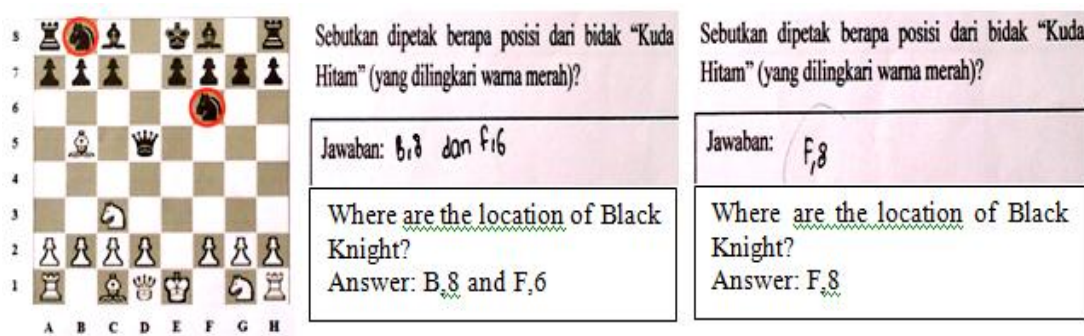 8
7
6
5
4
3
2
1
A B C D E F G H
Sebutkan dipetak berapa posisi dari bidak “Kuda
Hitam” (yang dilingkari warna merah)?
Jawaban: B,8 dan F,6
Where are the location of Black
Knight?
Answer: B,8 and F,6
Sebutkan dipetak berapa posisi dari bidak “Kuda
Hitam” (yang dilingkari warna merah)?
Jawaban: F,8
Where are the location of Black
Knight?
Answer: F,8